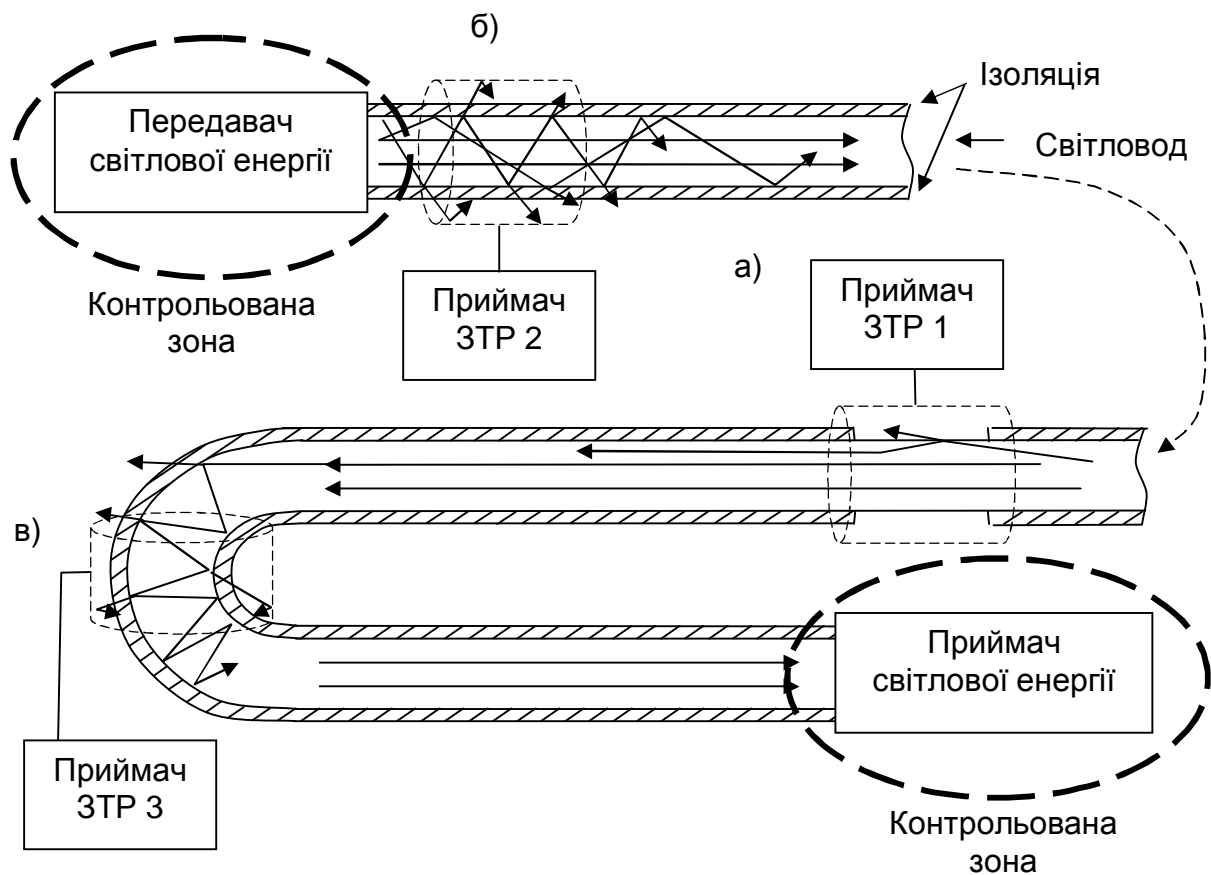 б)
Ізоляція
Передавач
світлової енергії
Світловод
Контрольована
зона
Приймач
ЗТР 2
а)
Приймач
ЗТР 1
в)
Приймач
світлової енергії
Приймач
ЗТР 3
Контрольована
зона